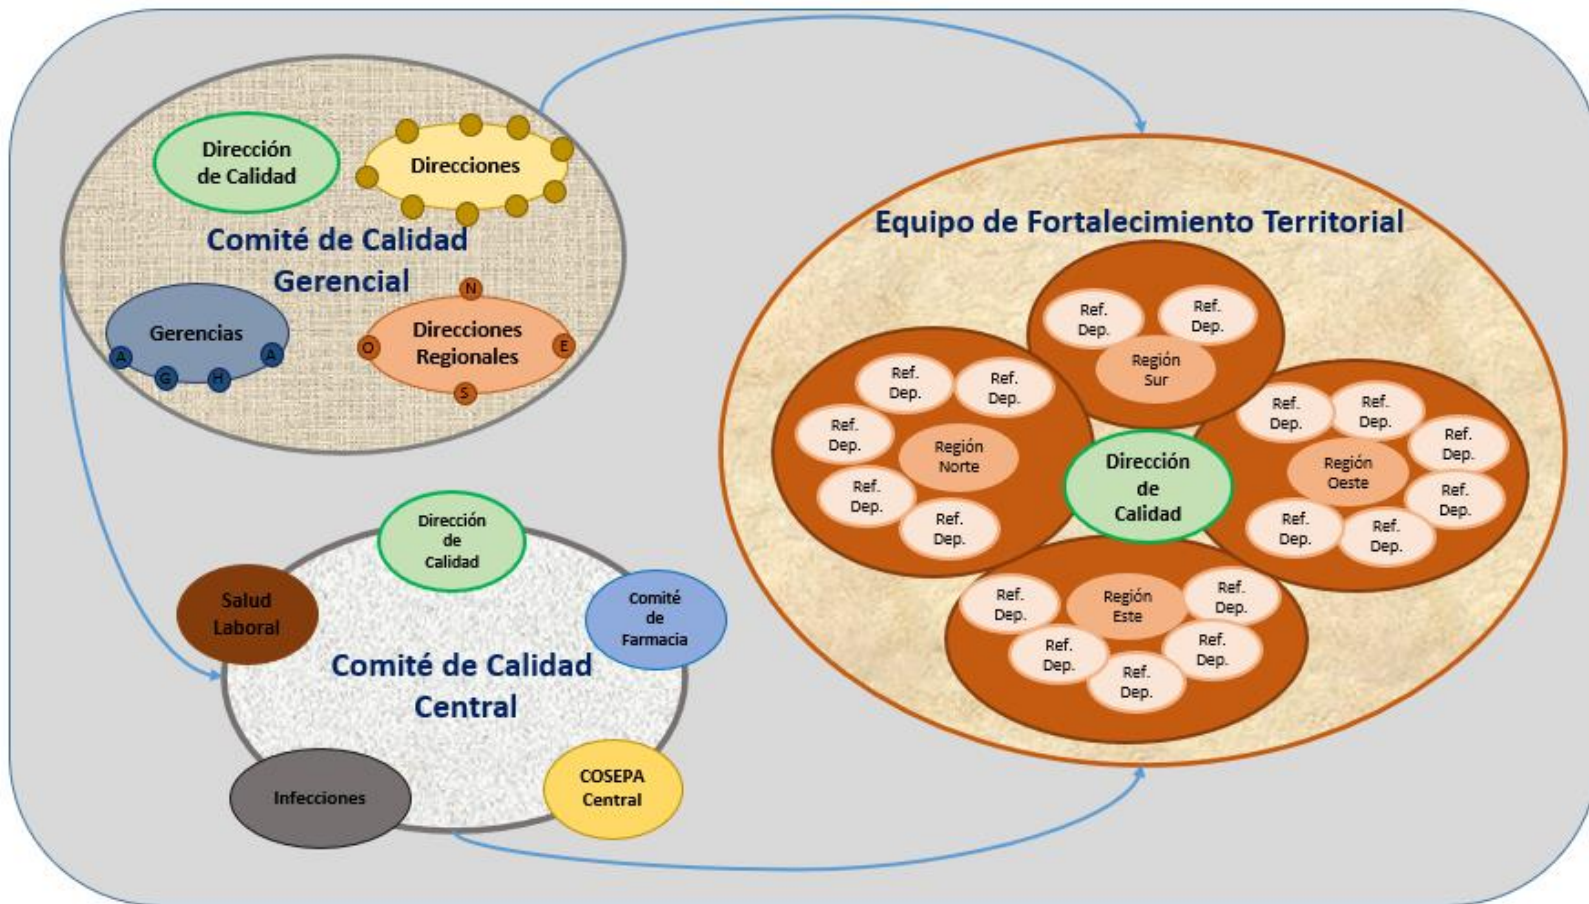 Dirección
de Calidad
Direcciones
Comité de Calidad
Gerencial
Gerencias
A
G
H
A
Direcciones
Regionales
N
O
E
S
Equipo de Fortalecimiento Territorial
Ref.
Dep.
Ref.
Dep.
Región
Sur
Ref.
Dep.
Ref.
Dep.
Ref.
Dep.
Región
Norte
Ref.
Dep.
Ref.
Dep.
Dirección
de
Calidad
Ref.
Dep.
Ref.
Dep.
Ref.
Dep.
Región
Oeste
Ref.
Dep.
Ref.
Dep.
Ref.
Dep.
Ref.
Dep.
Región
Este
Ref.
Dep.
Ref.
Dep.
Ref.
Dep.
Ref.
Dep.
Dirección
de
Calidad
Salud
Laboral
Comité
de
Farmacia
Comité de Calidad
Central
Infecciones
COSEPA
Central